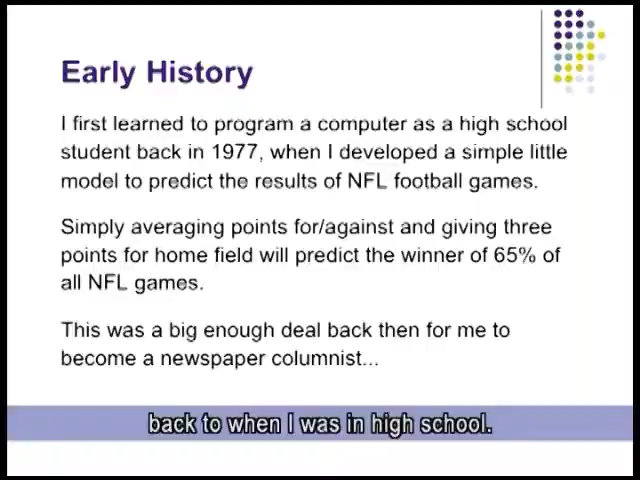 Early History
I first learned to program a computer as a high school
student back in 1977, when I developed a simple little
model to predict the results of NFL football games.
Simply averaging points for/against and giving three
points for home field will predict the winner of 65% of
all NFL games.
This was a big enough deal back then for me to
become a newspaper columnist...
back to when I was in high school.